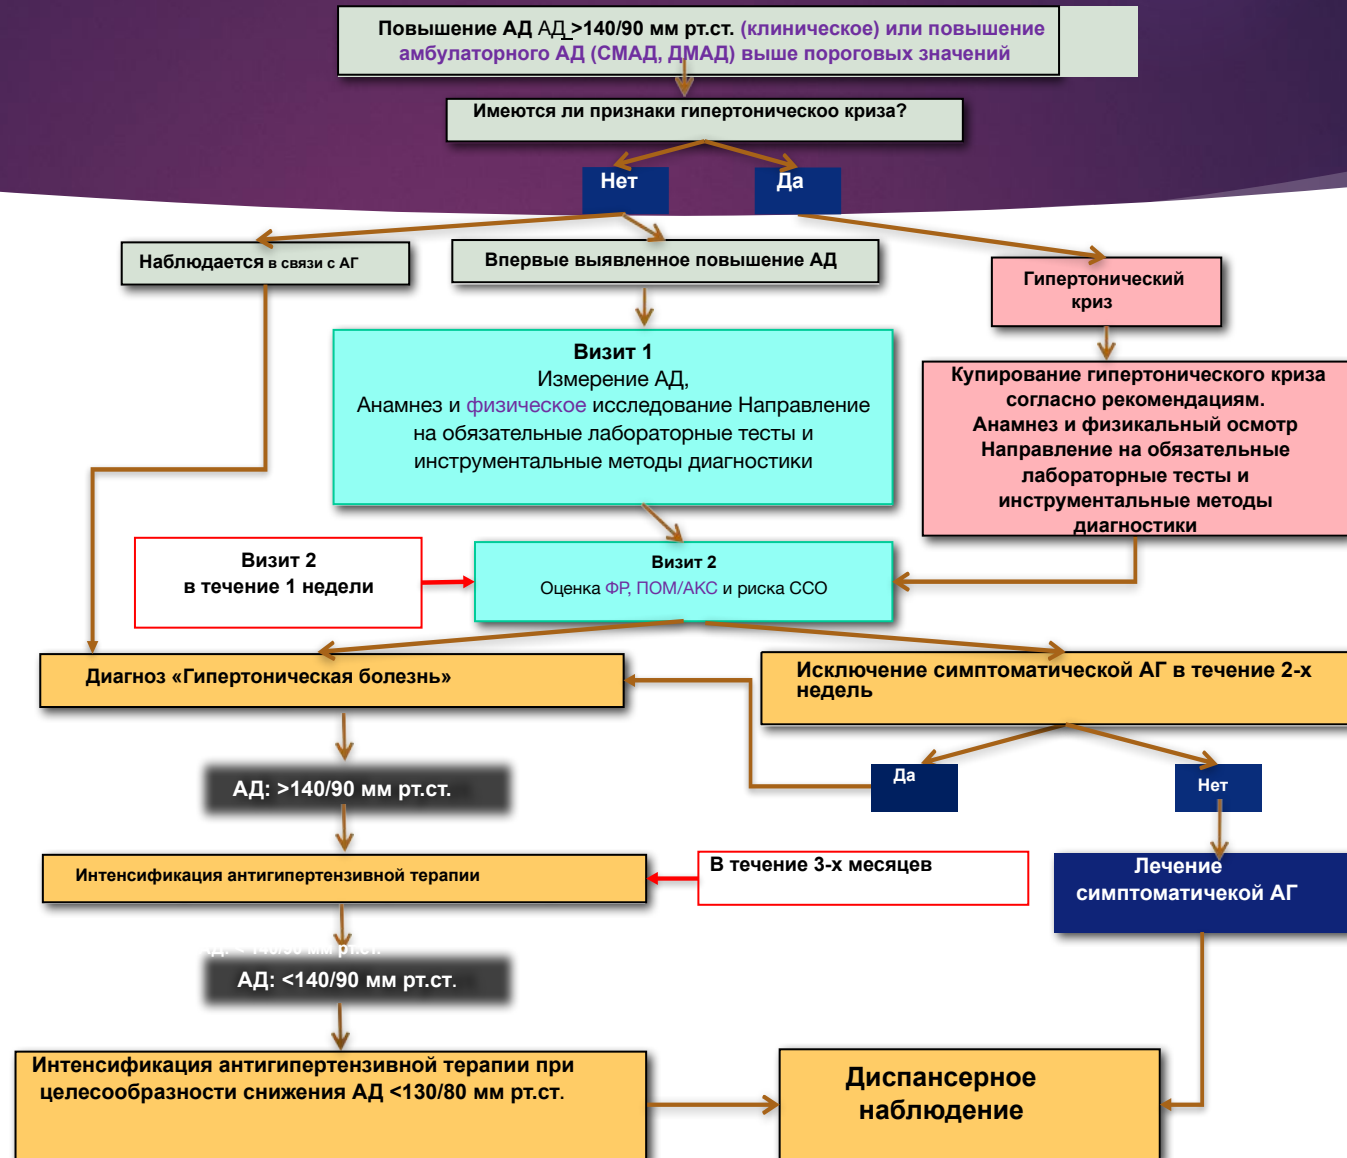 Повышение АД АД >140/90 мм рт.ст. (клиническое) или повышение
амбулаторного АД (СМАД, ДМАД) выше пороговых значений
Имеются ли признаки гипертоническоо криза?
Нет
Да
Наблюдается в связи с АГ
Впервые выявленное повышение АД
Гипертонический
криз
Визит 1
Измерение АД,
Анамнез и физическое исследование Направление
на обязательные лабораторные тесты и
инструментальные методы диагностики
Купирование гипертонического криза
согласно рекомендациям.
Анамнез и физикальный осмотр
Направление на обязательные
лабораторные тесты и
инструментальные методы
диагностики
Визит 2
в течение 1 недели
Визит 2
Оценка ФР, ПОМ/АКС и риска ССО
Диагноз «Гипертоническая болезнь»
Исключение симптоматической АГ в течение 2-х
недель
Да
Нет
АД: >140/90 мм рт.ст.
Интенсификация антигипертензивной терапии
В течение 3-х месяцев
Лечение
симптоматичекой АГ
АД: < 140/90 мм рт.ст.
АД: <140/90 мм рт.ст.
Интенсификация антигипертензивной терапии при
целесообразности снижения АД <130/80 мм рт.ст.
Диспансерное
наблюдение